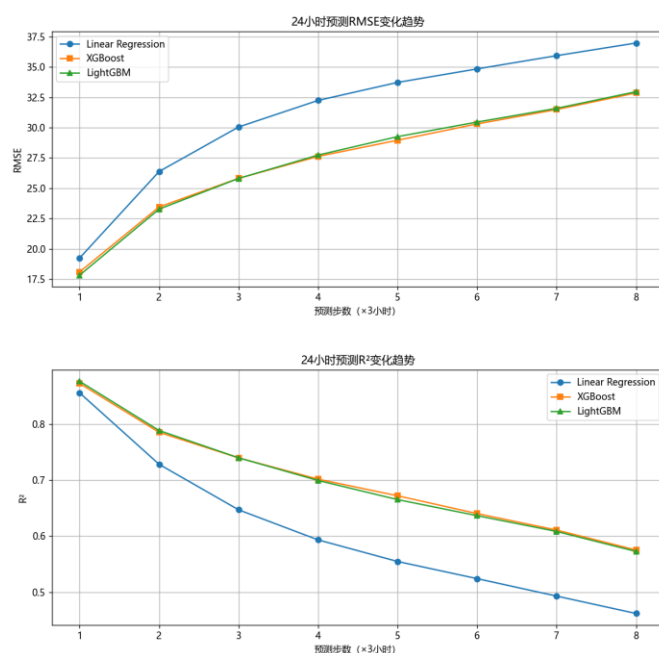 24小时预测RMSE变化趋势
37.5
35.0
32.5
30.0
27.5
25.0
22.5
20.0
17.5
RMSE
Linear Regression
XGBoost
LightGBM
1 2 3 4 5 6 7 8
预测步数（×3小时）
24小时预测R²变化趋势
0.8
0.7
0.6
0.5
R²
Linear Regression
XGBoost
LightGBM
1 2 3 4 5 6 7 8
预测步数（×3小时）